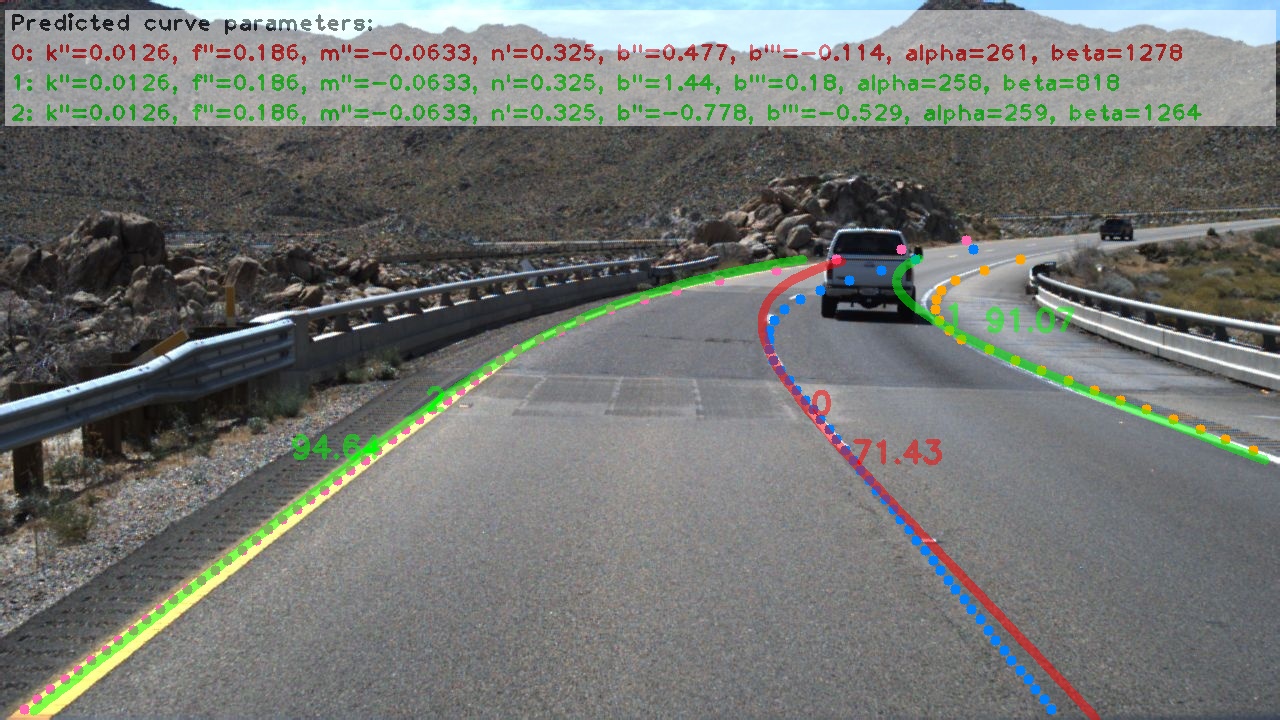 Predicted curve parameters:
0: k''=0.0126, f''=0.186, m''=-0.0633, n'=0.325, b''=0.477, b'''=-0.114, alpha=261, beta=1278
1: k''=0.0126, f''=0.186, m''=-0.0633, n'=0.325, b''=1.44, b'''=0.18, alpha=258, beta=818
2: k''=0.0126, f''=0.186, m''=-0.0633, n'=0.325, b''=-0.778, b'''=-0.529, alpha=259, beta=1264
1 91.07
2
0
94.64
71.43